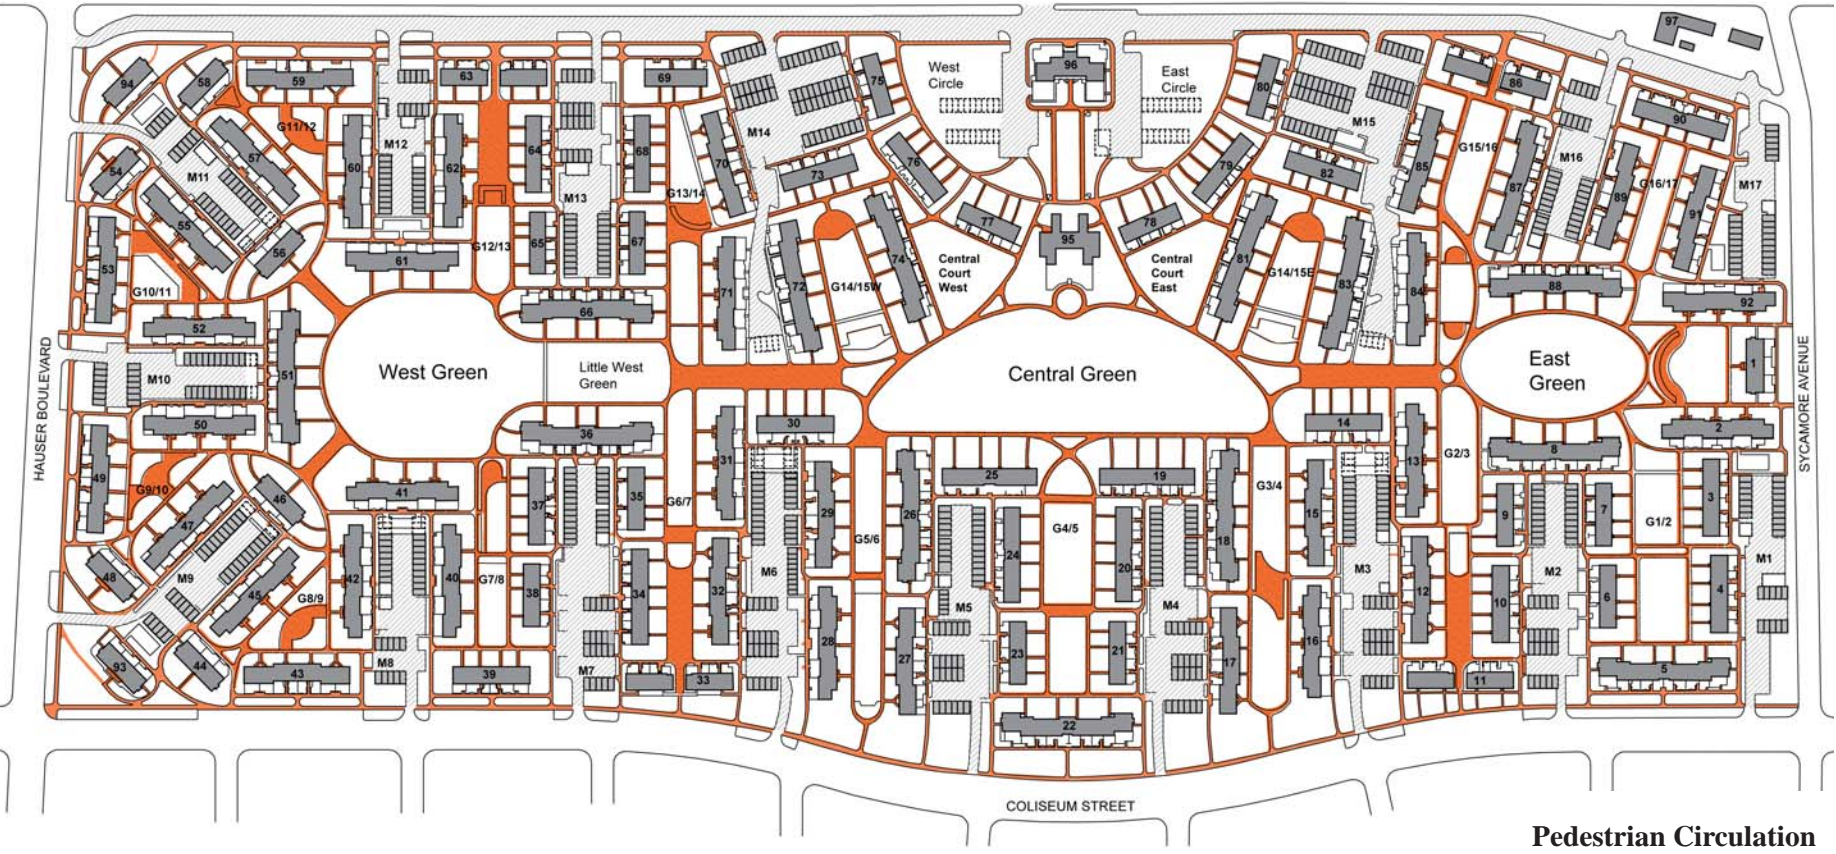 97
94
58
59
63
69
75
West
Circle
96
East
Circle
80
86
M15
90
G11/12
M12
M14
57
60
62
64
M13
68
70
76
79
82
85
G15/16
M16
87
89
G16/17
M17
54
M11
55
56
G13/14
73
77
78
91
53
61
G12/13
65
67
95
G10/11
71
72
G14/15W
74
Central
Court
West
Central
Court
East
81
G14/15E
83
84
88
92
52
66
HAUSER BOULEVARD
M10
51
West Green
Little West
Green
Central Green
East
Green
1
SYCAMORE AVENUE
50
36
30
14
2
49
G9/10
31
13
G2/3
8
46
41
37
35
G6/7
29
26
25
19
G3/4
15
3
47
18
9
7
G1/2
G5/6
G4/5
24
20
48
M9
42
40
G7/8
M6
M3
M2
M1
45
G8/9
38
34
32
12
10
6
4
M5
M4
28
27
23
21
17
16
93
44
43
M8
39
M7
33
11
5
22
COLISEUM STREET
Pedestrian Circulation